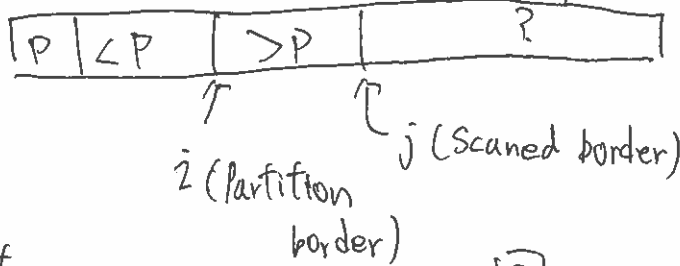 P <P >P ?
j (Scaned border)
i (Partition
border)